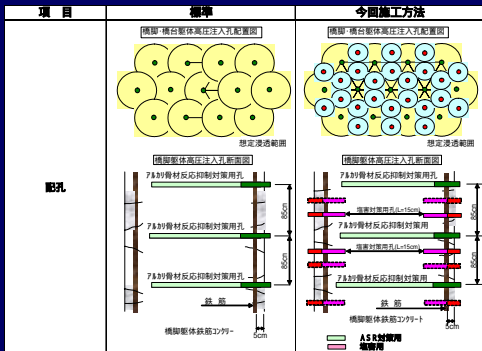 項　目
標準
今回施工方法
橋脚・橋台躯体高圧注入孔配置図
橋脚・橋台躯体高圧注入孔配置図
想定浸透範囲
想定浸透範囲
配孔
橋脚躯体高圧注入孔断面図
アルカリ骨材反応抑制対策用孔
85cm
アルカリ骨材反応抑制対策用孔
85cm
アルカリ骨材反応抑制対策用孔
鉄 筋
橋脚躯体鉄筋コンクリー
5cm
橋脚躯体高圧注入孔断面図
アルカリ骨材反応抑制対策用孔
塩害対策用孔(L=15cm)
85cm
アルカリ骨材反応抑制対策用
塩害対策用孔(L=15cm)
85cm
アルカリ骨材反応抑制対策用孔
鉄 筋
橋脚躯体鉄筋コンクリート
5cm
ASR対策用
塩害用